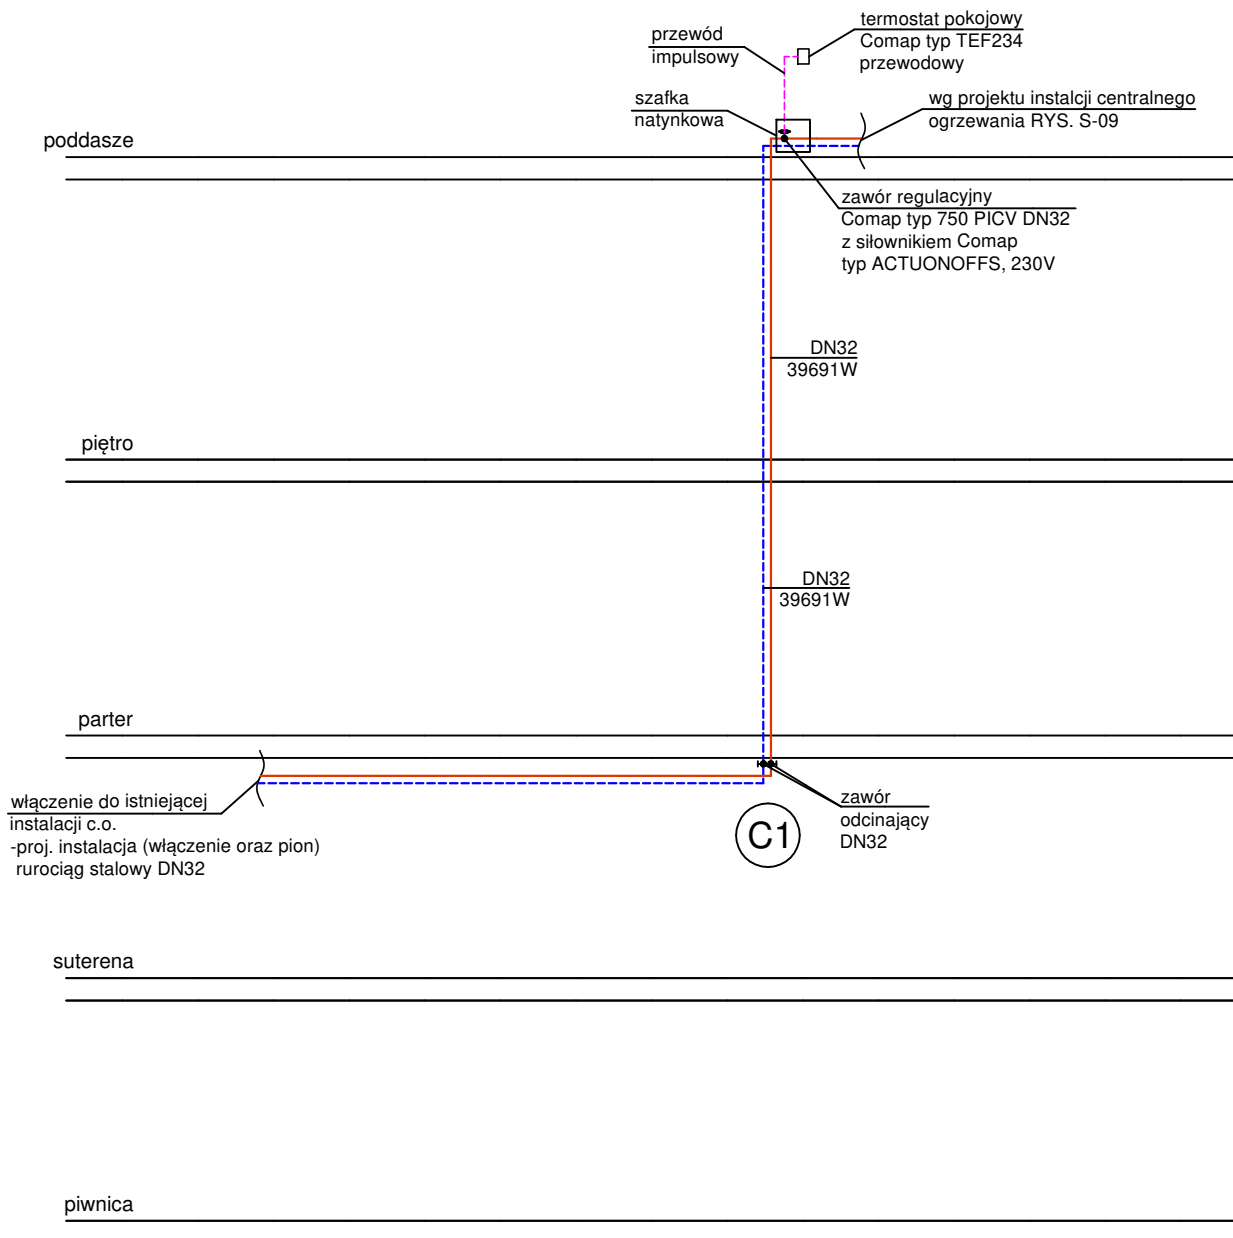 termostat pokojowy
Comap typ TEF234
przewodowy
przewód
impulsowy
szafka
natynkowa
wg projektu instalcji centralnego
ogrzewania RYS. S-09
poddasze
zawór regulacyjny
Comap typ 750 PICV DN32
z siłownikiem Comap
typ ACTUONOFFS, 230V
DN32
39691W
piętro
DN32
39691W
parter
włączenie do istniejącej
instalacji c.o.
-proj. instalacja (włączenie oraz pion)
rurociąg stalowy DN32
C1
zawór
odcinający
DN32
suterena
piwnica